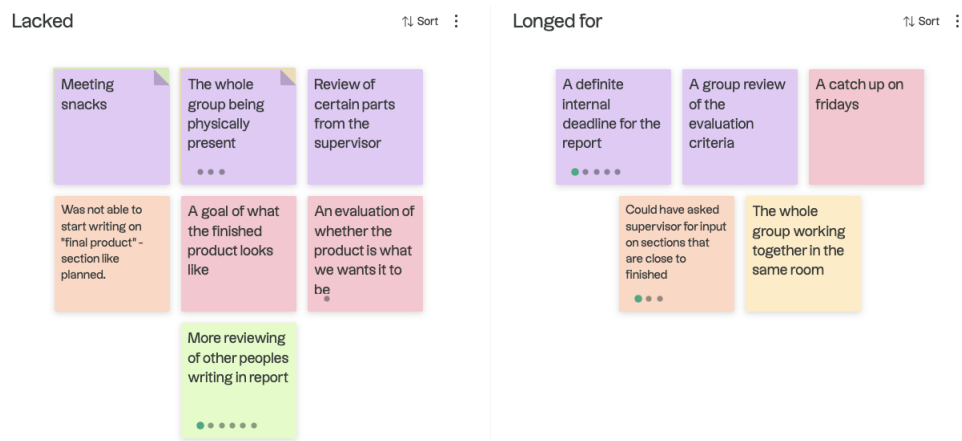 Lacked
Sort
Longed for
Sort
Meeting
snacks
The whole
group being
physically
present
Review of
certain parts
from the
supervisor
A definite
internal
deadline for the
report
A group review
of the
evaluation
criteria
A catch up on
fridays
Was not able to
start writing on
"final product" -
section like
planned.
A goal of what
the finished
product looks
like
An evaluation of
whether the
product is what
we wants it to
be
Could have asked
supervisor for input
on sections that
are close to
finished
The whole
group working
together in the
same room
More reviewing
of other peoples
writing in report